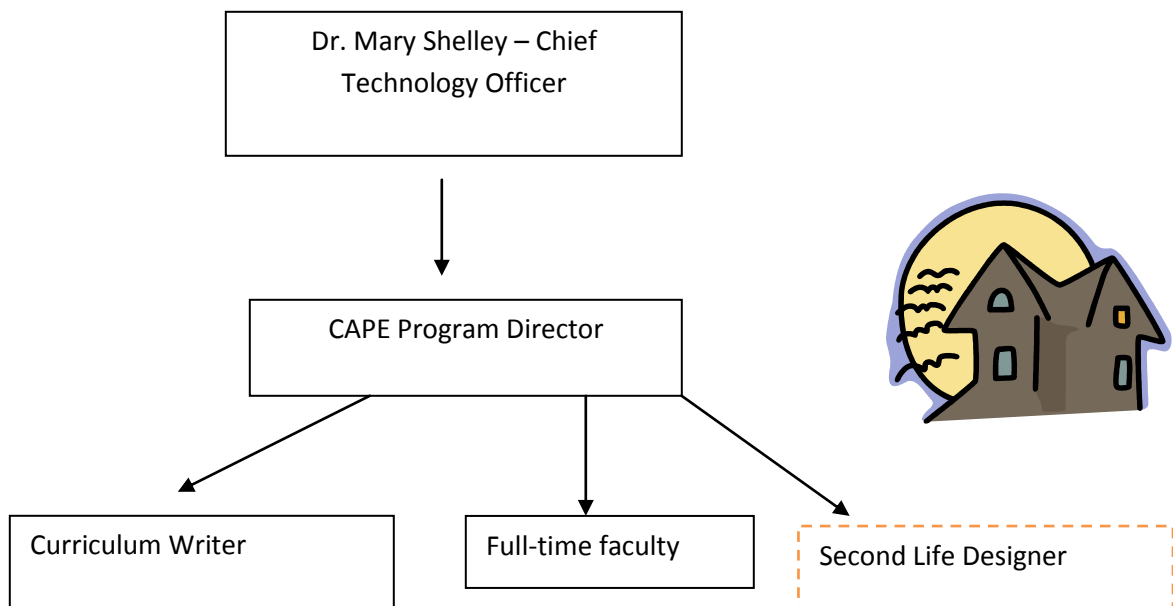 Dr. Mary Shelley – Chief
Technology Officer
CAPE Program Director
Curriculum Writer
Full-time faculty
Second Life Designer